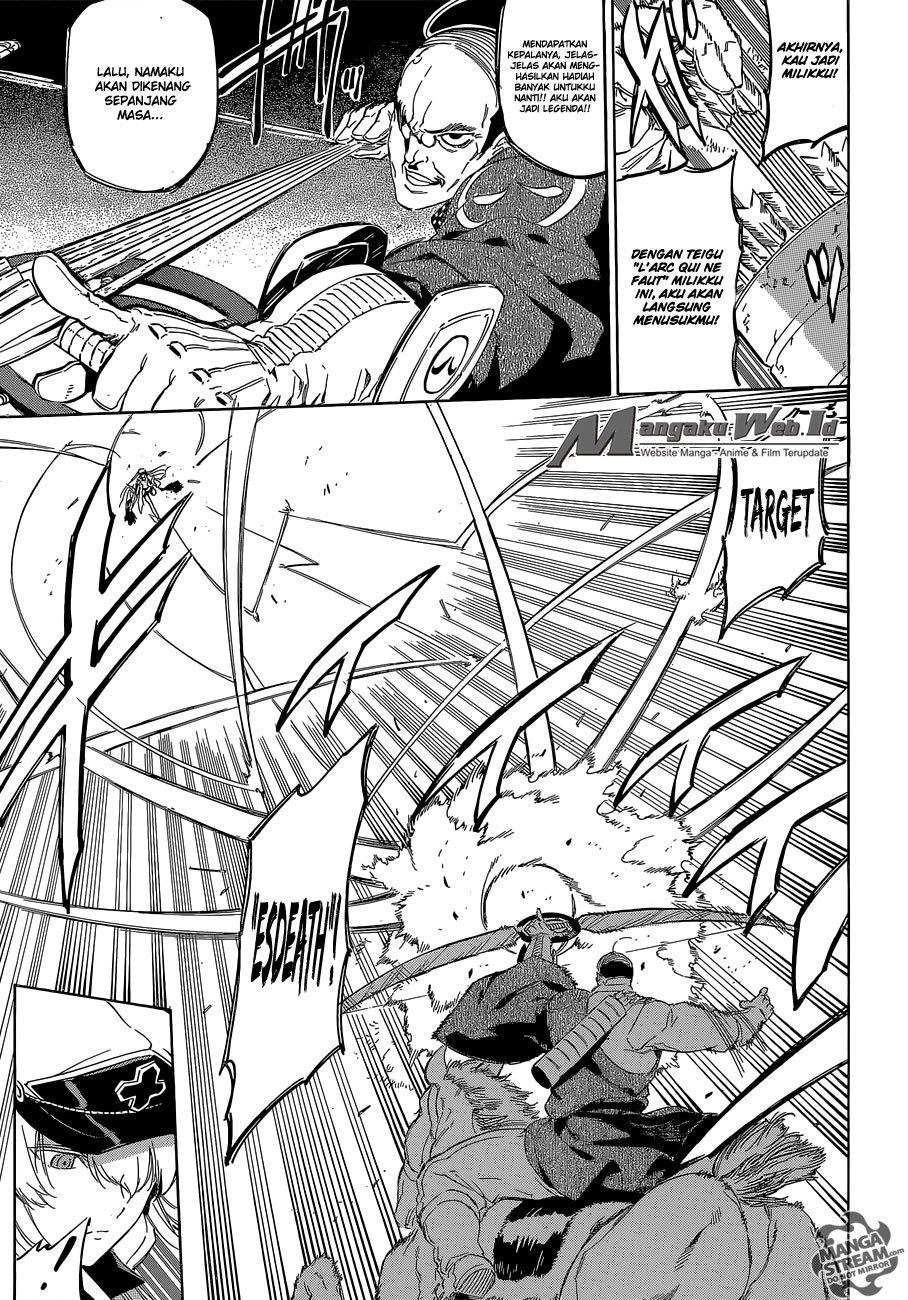 AKHIRNYA,
KAU JADI
MILIKKU!
DENGAN TEIGU
"L'ARC QUI NE
FAUT" MILIKKU
INI, AKU AKAN
LANGSUNG
MENUSUKMU!
MENDAPATKAN
KEPALANYA, JELAS-
JELAS AKAN MENG-
HASILKAN HADIAH
BANYAK UNTUKKU
NANTI!! AKU AKAN
JADI LEGENDA!!
LALU, NAMAKU
AKAN DIKENANG
SEPANJANG
MASA...
Mangaku.Web.Id
Website Manga - Anime & Film Terupdate
TARGET
"ESDEATH"!
MANGA
STREAM.com
DO NOT MIRROR